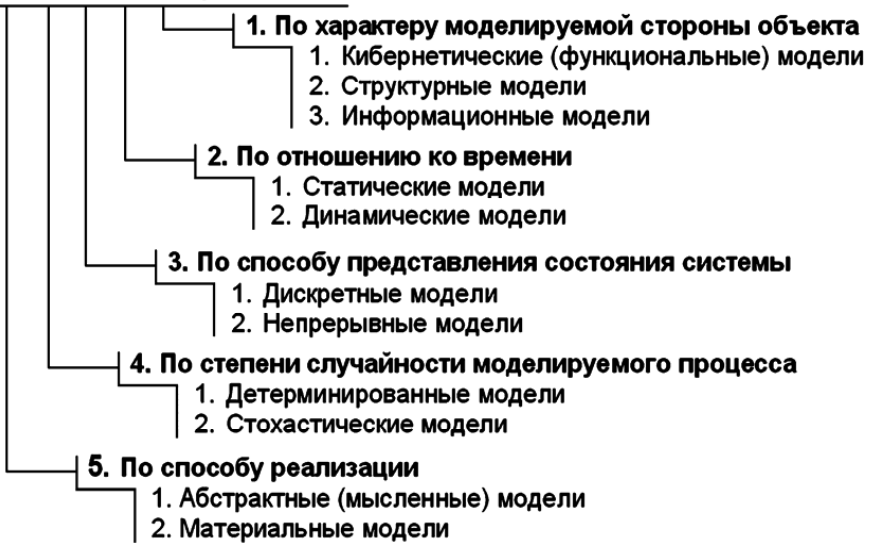 1. По характеру моделируемой стороны объекта
1. Кибернетические (функциональные) модели
2. Структурные модели
3. Информационные модели
2. По отношению ко времени
1. Статические модели
2. Динамические модели
3. По способу представления состояния системы
1. Дискретные модели
2. Непрерывные модели
4. По степени случайности моделируемого процесса
1. Детерминированные модели
2. Стохастические модели
5. По способу реализации
1. Абстрактные (мысленные) модели
2. Материальные модели